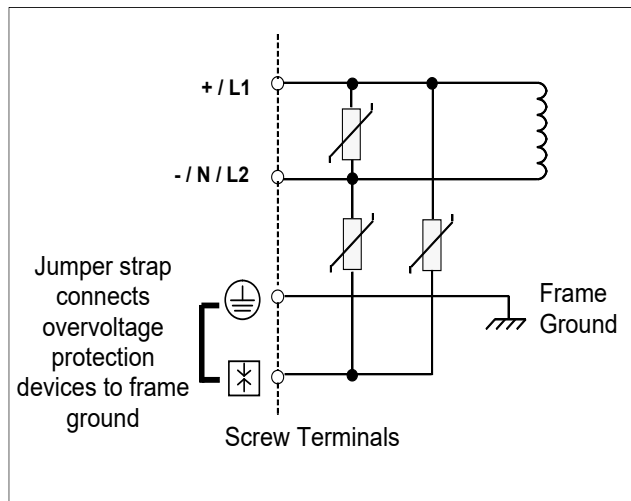 + / L1
- / N / L2
Jumper strap
connects
overvoltage
protection
devices to frame
ground
Frame
Ground
Screw Terminals